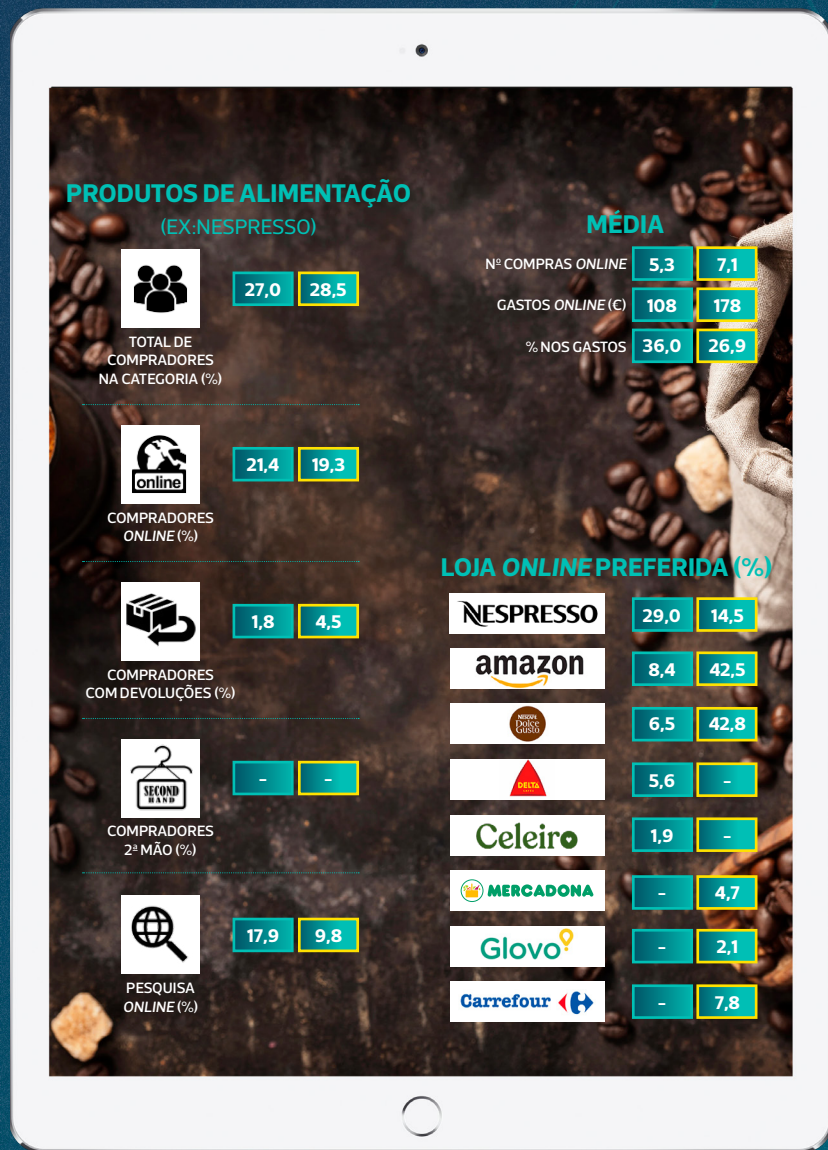 PRODUTOS DE ALIMENTAÇÃO
(EX:NESPRESSO)
27,0 28,5
TOTAL DE
COMPRADORES
NA CATEGORIA (%)
online
21,4 19,3
COMPRADORES
ONLINE (%)
1,8 4,5
COMPRADORES
COM DEVOLUÇÕES (%)
SECOND
HAND
- -
COMPRADORES
2ª MÃO (%)
17,9 9,8
PESQUISA
ONLINE (%)
MÉDIA
Nº COMPRAS ONLINE 5,3 7,1
GASTOS ONLINE (€) 108 178
% NOS GASTOS 36,0 26,9
LOJA ONLINE PREFERIDA (%)
NESPRESSO 29,0 14,5
amazon 8,4 42,5
NESCAFÉ
Dolce
Gusto 6,5 42,8
DELTA 5,6 -
Celeiro 1,9 -
MERCADONA - 4,7
Glovo - 2,1
Carrefour - 7,8